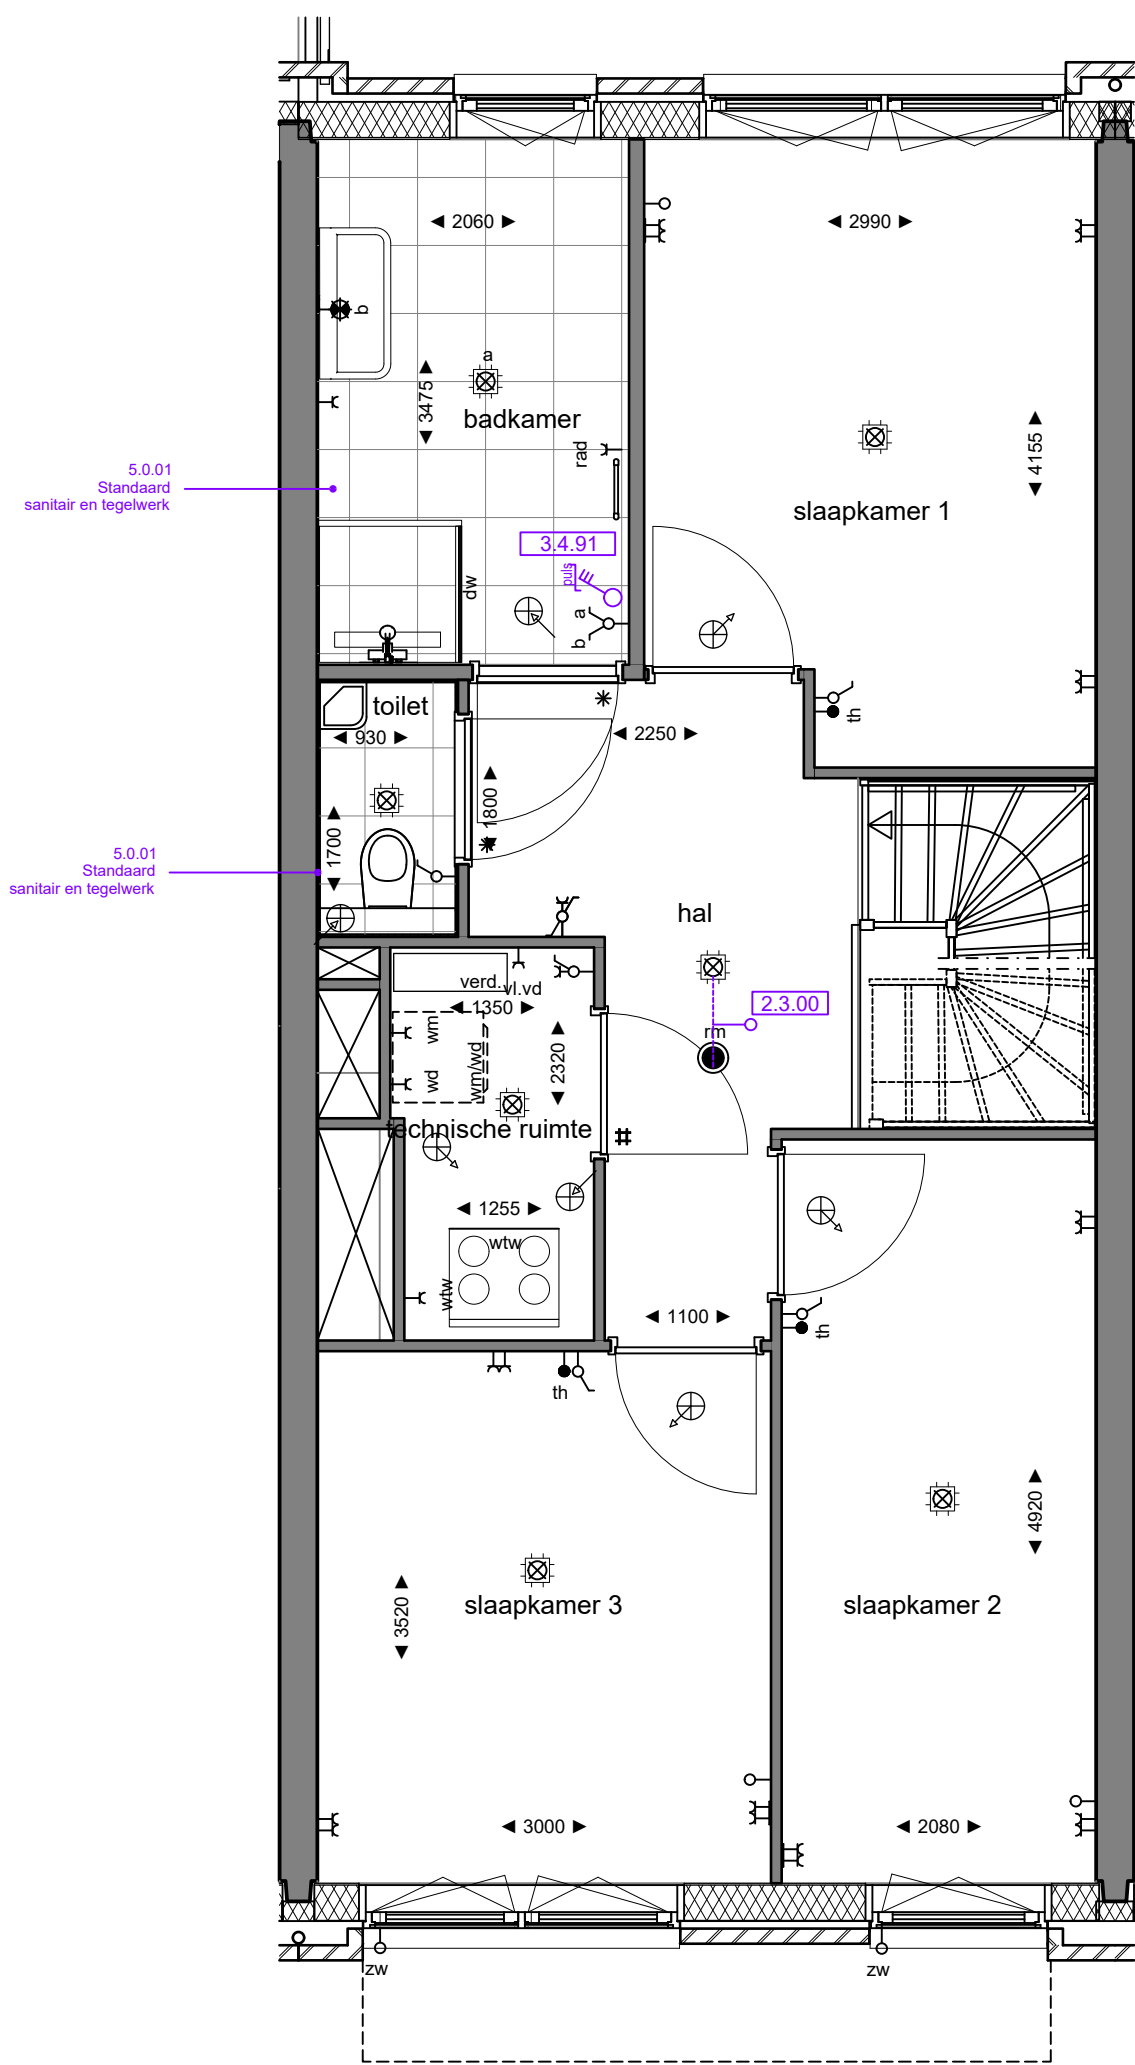 2060
2990
b
a
3475
badkamer
rad
4155
5.0.01
Standaard
sanitair en tegelwerk
slaapkamer 1
3.4.91
puls
dw
a
b
toilet
930
2250
th
1800
1700
5.0.01
Standaard
sanitair en tegelwerk
hal
verd.
vl.vd
1350
2.3.00
wm
wd
wm/wd
2320
rm
technische ruimte
1255
wtw
wtw
1100
th
th
4920
3520
slaapkamer 3
slaapkamer 2
3000
2080
zw
zw